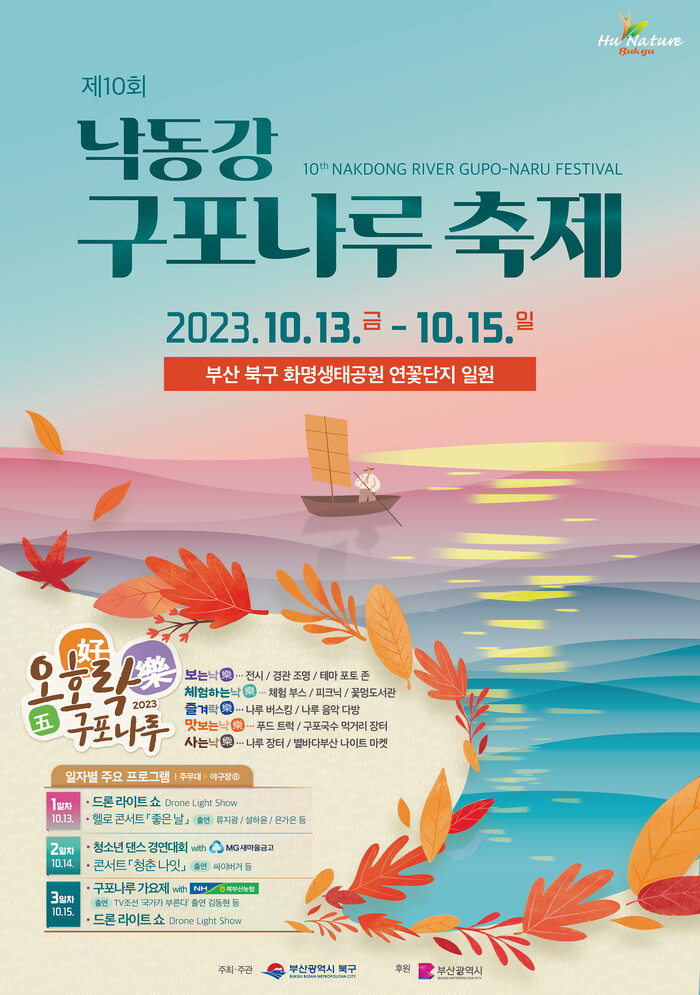 Hu Nature
Bukgu
제10회
낙동강
10th NAKDONG RIVER GUPO-NARU FESTIVAL
구포나루 축제
2023. 10.13.금 - 10.15.일
부산 북구 화명생태공원 연꽃단지 일원
오호락 好 樂
五 2023
구포나루
보는낙 樂 ··· 전시 / 경관 조명 / 테마 포토 존
체험하는낙 樂 ··· 체험 부스 / 피크닉 / 꽃멍도서관
즐겨락 樂 ··· 나루 버스킹 / 나루 음악 다방
맛보는낙 樂 ··· 푸드 트럭 / 구포국수 먹거리 장터
사는낙 樂 ··· 나루 장터 / 별바다부산 나이트 마켓
일자별 주요 프로그램 | 주무대 ▷ 야구장⑧
1일차 • 드론 라이트 쇼 Drone Light Show
10.13. • 헬로 콘서트 「좋은 날」 출연 류지광 / 설하윤 / 은가은 등
2일차 • 청소년 댄스 경연대회 with MG새마을금고
10.14. • 콘서트 「청춘 나잇」 출연 싸이버거 등
3일차 • 구포나루 가요제 with NH 북부산농협
10.15. 출연 TV조선 '국가가 부른다' 출연 김동현 등
• 드론 라이트 쇼 Drone Light Show
주최·주관 부산광역시 북구 후원 부산광역시
BUKGU BUSAN METROPOLITAN CITY BUSAN METROPOLITAN CITY